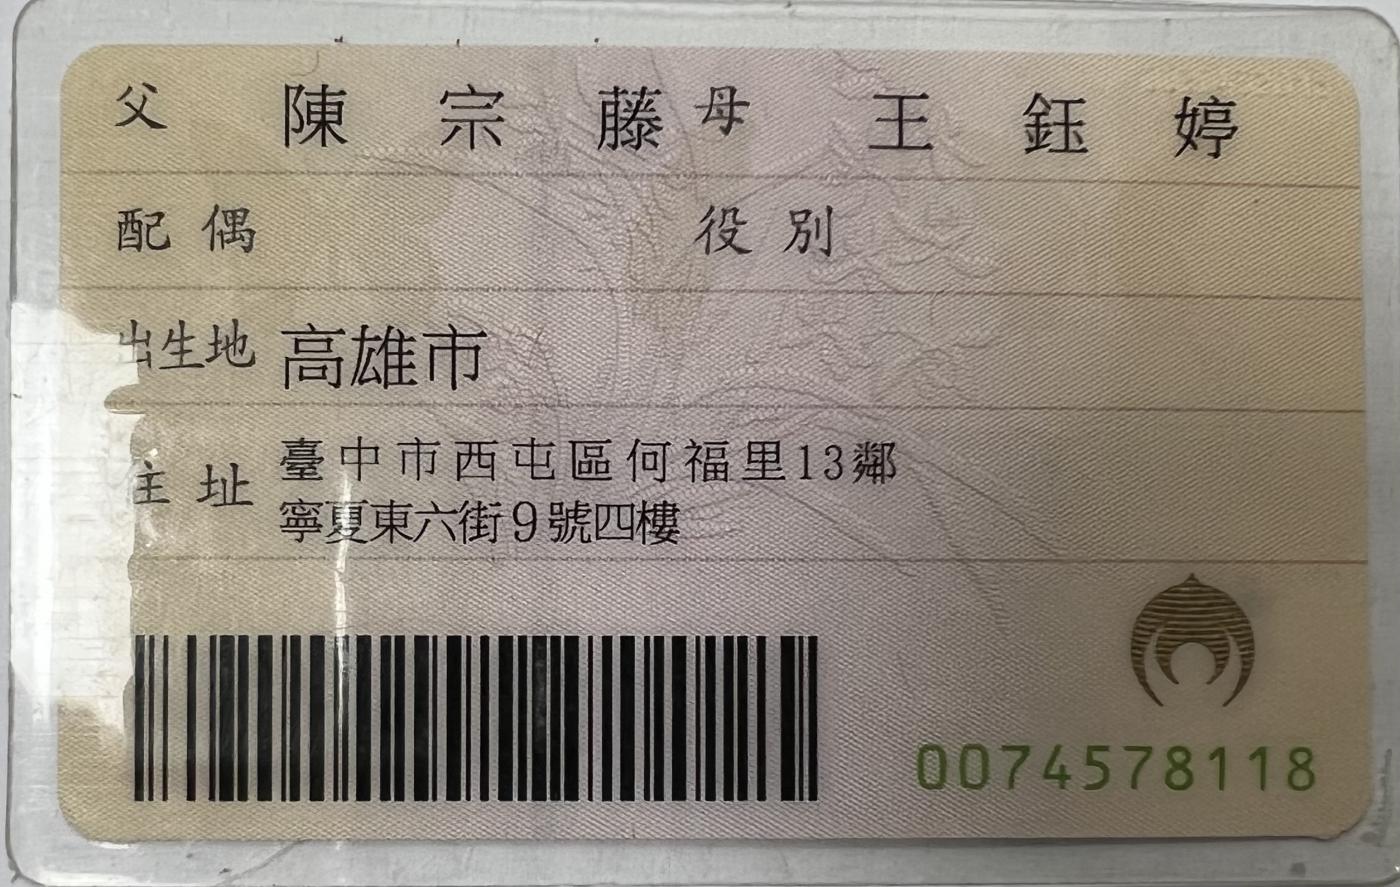 父 陳宗藤 母 王鈺婷
配偶 役別
出生地 高雄市
住址 臺中市西屯區何福里13鄰
寧夏東六街9號四樓
0074578118